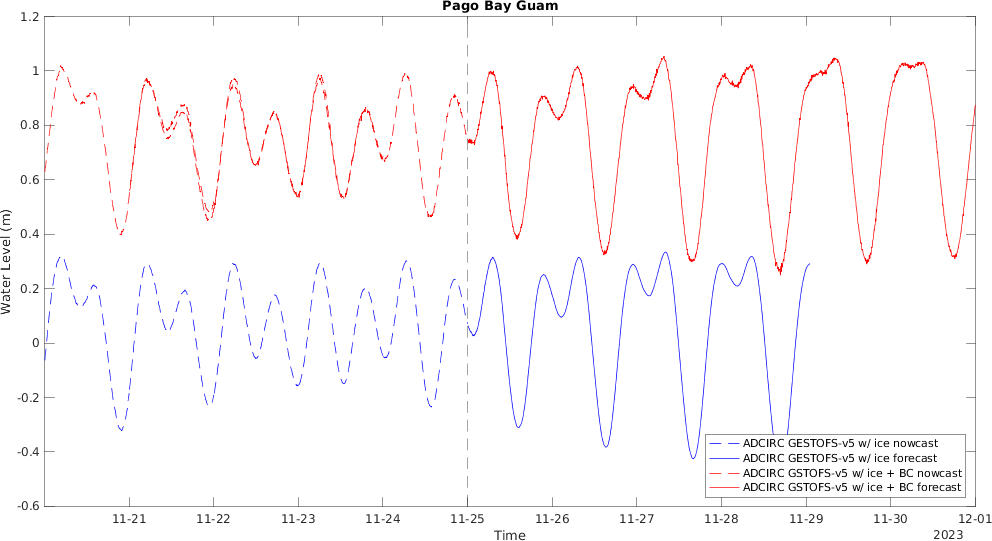 Pago Bay Guam
1.2
1
0.8
0.6
0.4
0.2
0
-0.2
-0.4
-0.6
Water Level (m)
ADCIRC GESTOFS-v5 w/ ice nowcast
ADCIRC GESTOFS-v5 w/ ice forecast
ADCIRC GSTOFS-v5 w/ ice + BC nowcast
ADCIRC GSTOFS-v5 w/ ice + BC forecast
11-21 11-22 11-23 11-24 11-25 11-26 11-27 11-28 11-29 11-30 12-01
Time
2023